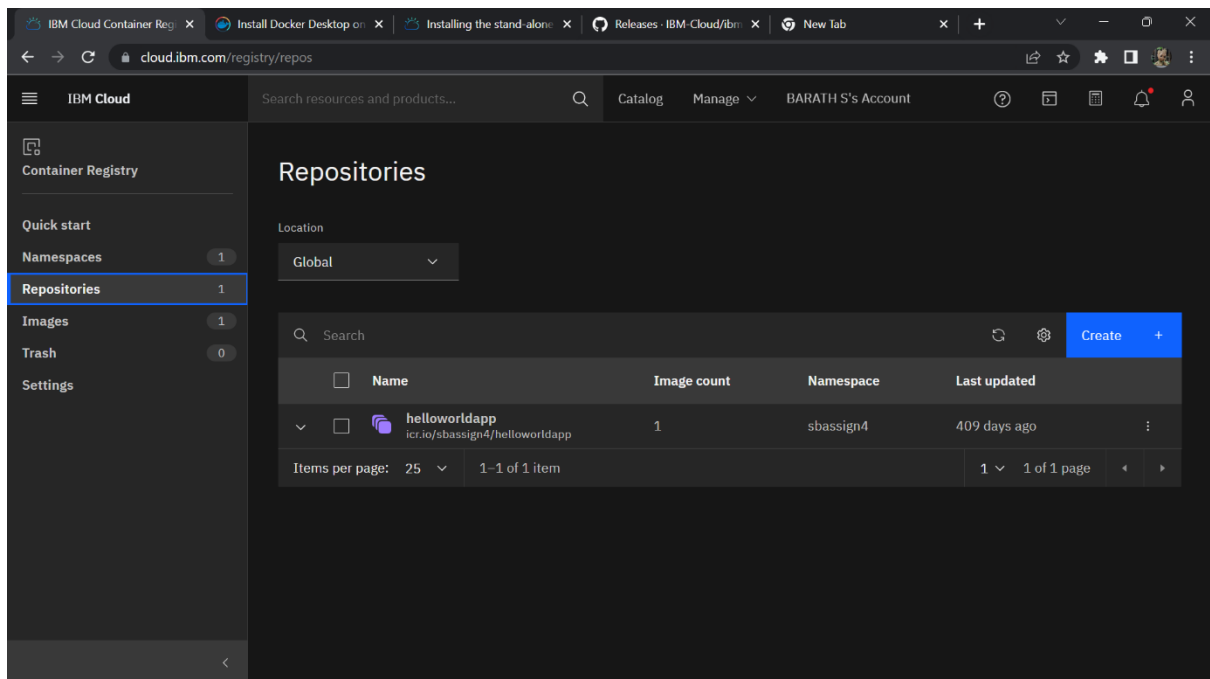 IBM Cloud Container Regi
Install Docker Desktop on
Installing the stand-alone
Releases · IBM-Cloud/ibm
New Tab
cloud.ibm.com/registry/repos
IBM Cloud
Search resources and products...
Catalog
Manage
BARATH S's Account
Container Registry
Quick start
Namespaces 1
Repositories 1
Images 1
Trash 0
Settings
Repositories
Location
Global
Search
Create +
Name Image count Namespace Last updated
helloworldapp
icr.io/sbassign4/helloworldapp
1 sbassign4 409 days ago
Items per page: 25 1–1 of 1 item 1 1 of 1 page